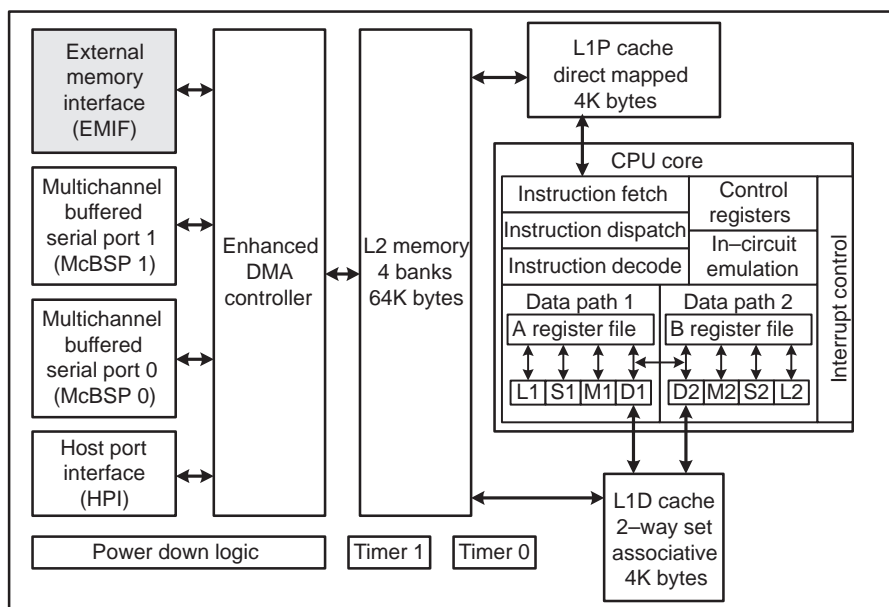 External
memory
interface
(EMIF)
Multichannel
buffered
serial port 1
(McBSP 1)
Multichannel
buffered
serial port 0
(McBSP 0)
Host port
interface
(HPI)
Power down logic
Enhanced
DMA
controller
L2 memory
4 banks
64K bytes
Timer 1
Timer 0
L1P cache
direct mapped
4K bytes
CPU core
Instruction fetch
Instruction dispatch
Instruction decode
Control
registers
In–circuit
emulation
Interrupt control
Data path 1
A register file
L1 S1 M1 D1
Data path 2
B register file
D2 M2 S2 L2
L1D cache
2–way set
associative
4K bytes